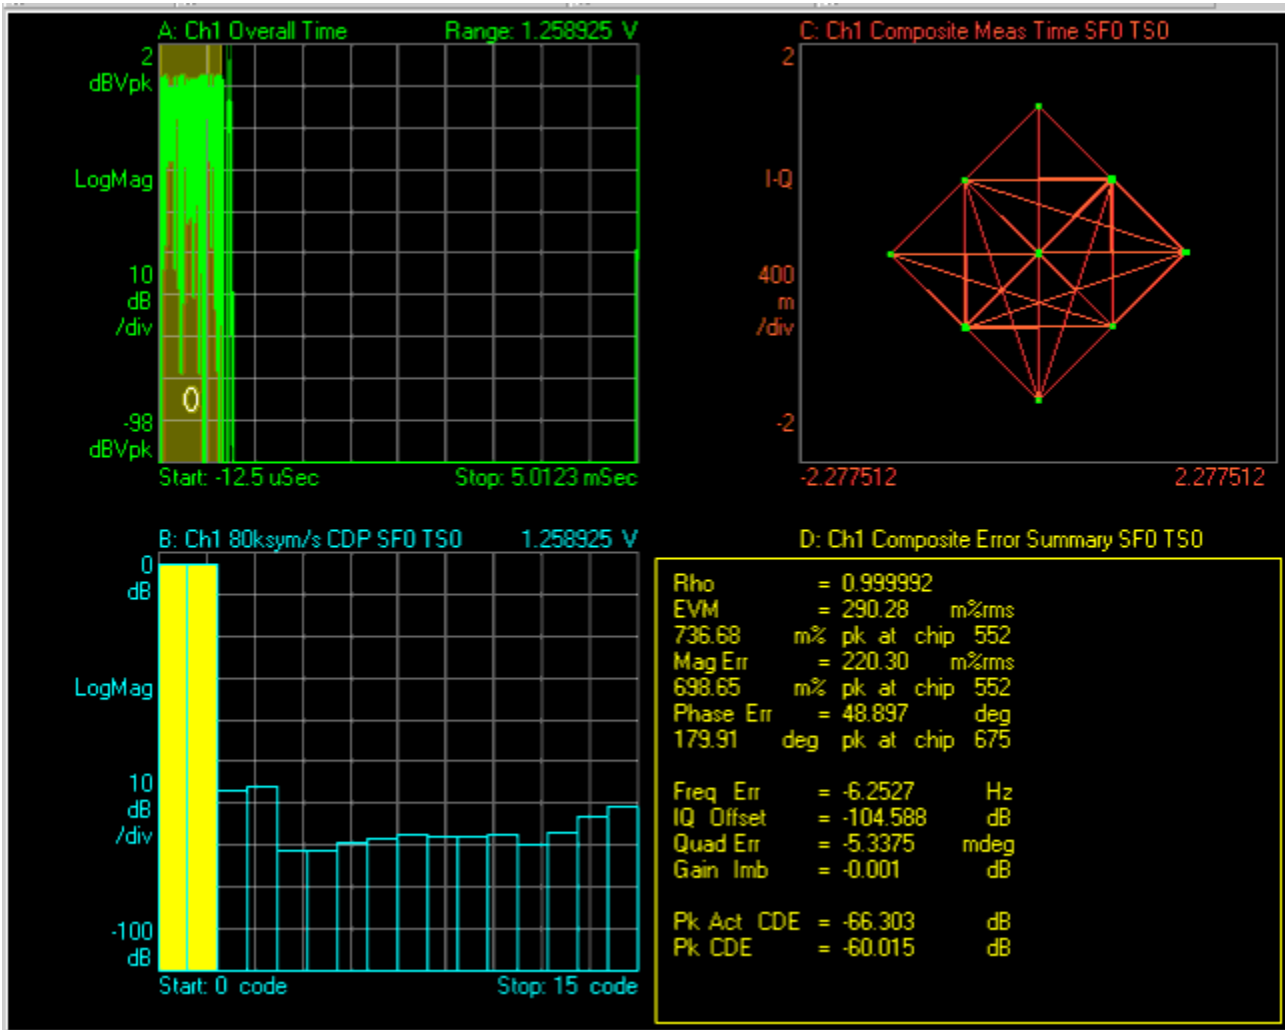 A: Ch1 Overall Time Range: 1.258925 V
2
dBVpk
LogMag
10
dB
/div
0
-98
dBVpk
Start: -12.5 uSec Stop: 5.0123 mSec
C: Ch1 Composite Meas Time SF0 TS0
2
I-Q
400
m
/div
-2
-2.277512 2.277512
B: Ch1 80ksym/s CDP SF0 TS0 1.258925 V
0
dB
LogMag
10
dB
/div
-100
dB
Start: 0 code Stop: 15 code
D: Ch1 Composite Error Summary SF0 TS0
Rho = 0.999992
EVM = 290.28 m%rms
736.68 m% pk at chip 552
Mag Err = 220.30 m%rms
698.65 m% pk at chip 552
Phase Err = 48.897 deg
179.91 deg pk at chip 675
Freq Err = -6.2527 Hz
IQ Offset = -104.588 dB
Quad Err = -5.3375 mdeg
Gain Imb = -0.001 dB
Pk Act CDE = -66.303 dB
Pk CDE = -60.015 dB